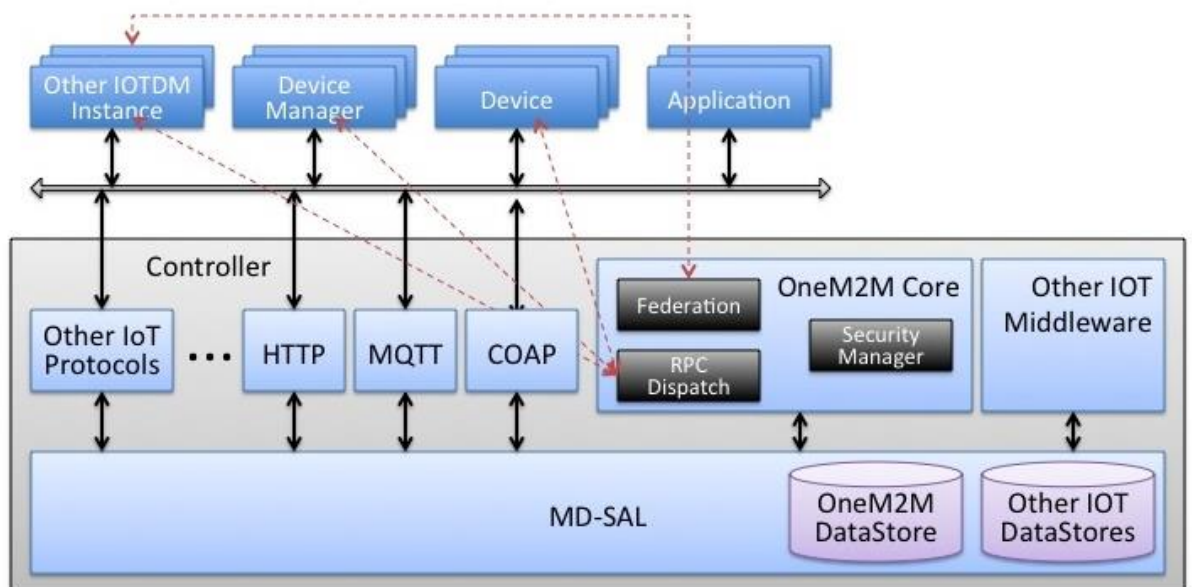 Other IOTDM
Instance
Device
Manager
Device
Application
Controller
Other IoT
Protocols
...
HTTP
MQTT
COAP
Federation
RPC
Dispatch
OneM2M Core
Security
Manager
Other IOT
Middleware
MD-SAL
OneM2M
DataStore
Other IOT
DataStores